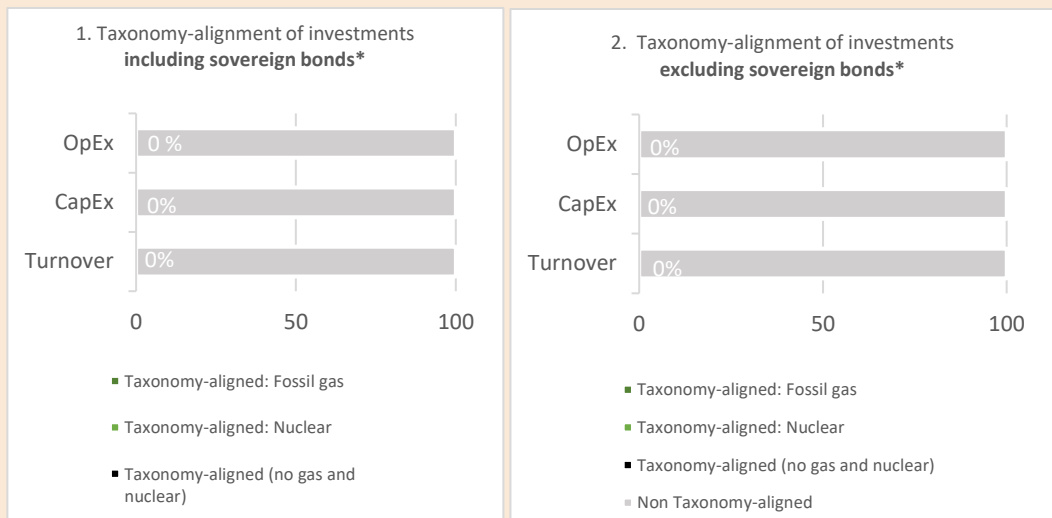 1. Taxonomy-alignment of investments
including sovereign bonds*
OpEx
0 %
CapEx
0%
Turnover
0%
0
50
100
Taxonomy-aligned: Fossil gas
Taxonomy-aligned: Nuclear
Taxonomy-aligned (no gas and
nuclear)
2. Taxonomy-alignment of investments
excluding sovereign bonds*
OpEx
0%
CapEx
0%
Turnover
0%
0
50
100
Taxonomy-aligned: Fossil gas
Taxonomy-aligned: Nuclear
Taxonomy-aligned (no gas and nuclear)
Non Taxonomy-aligned